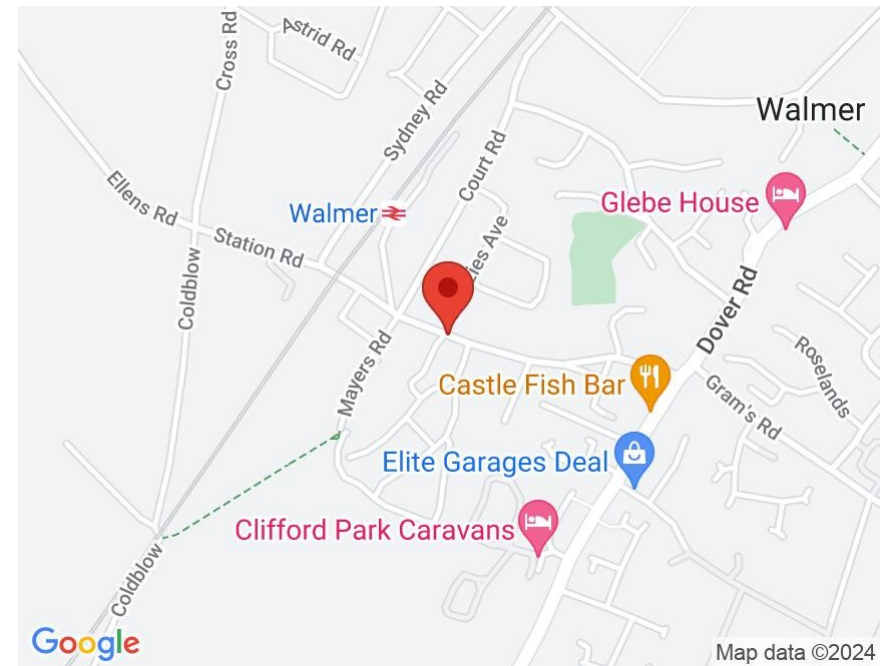 Astrid Rd
Cross Rd
Sydney Rd
Walmer
Court Rd
Ellens Rd
Glebe House
Walmer
Station Rd
Ave
Coldblow
Dover Rd
Mayers Rd
Roselands
Castle Fish Bar
Gram's Rd
Elite Garages Deal
Clifford Park Caravans
Coldblow
Google
Map data ©2024